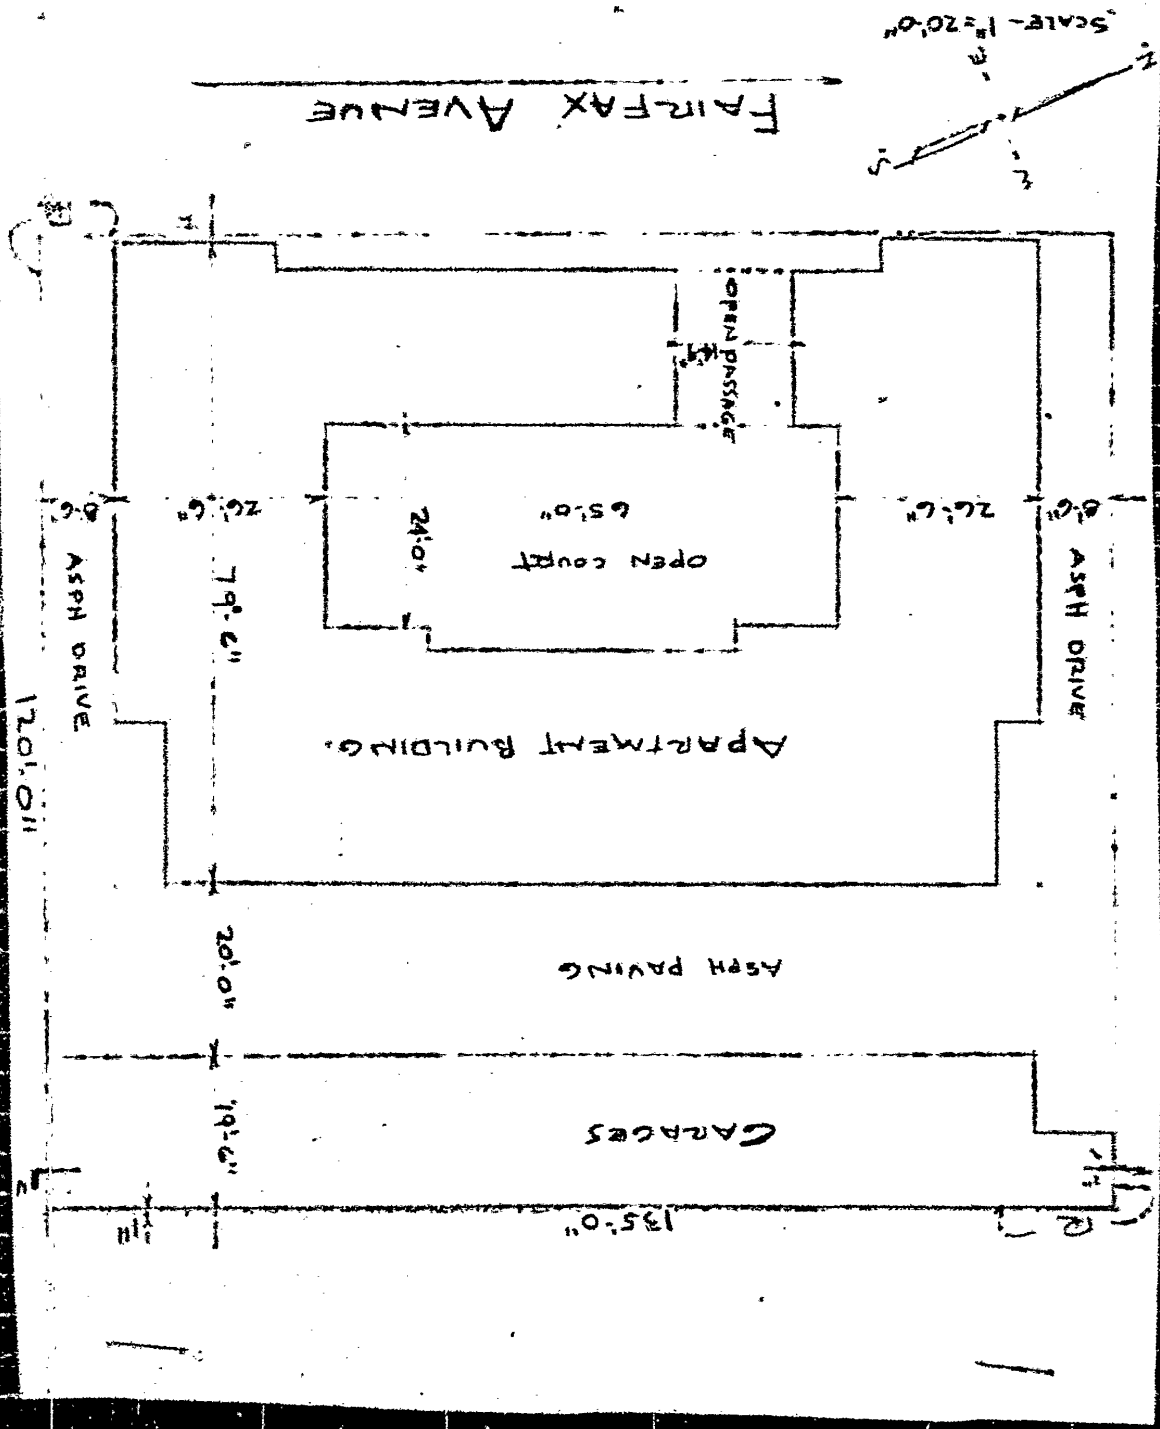 SCALE - 1"=20'-0"
N.
E
W
S.
FAIRFAX AVENUE
OPEN PASSAGE
8'-6"
26'-6"
65'-0"
26'-6"
8'-6"
OPEN COURT
24'-0"
79'-6"
ASPH DRIVE
ASPH DRIVE
120'-0"
APARTMENT BUILDING.
20'-0"
ASPH PAVING
19'-6"
GARAGES
1"
135'-0"
R